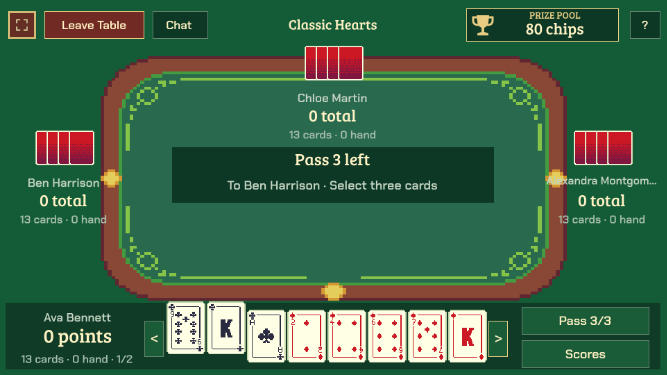 Leave Table
Chat
Classic Hearts
PRIZE POOL
80 chips
?
Chloe Martin
0 total
13 cards · 0 hand
Pass 3 left
To Ben Harrison · Select three cards
Ben Harrison
0 total
13 cards · 0 hand
Alexandra Montgom...
0 total
13 cards · 0 hand
Ava Bennett
0 points
13 cards · 0 hand · 1/2
<
K
K
>
Pass 3/3
Scores